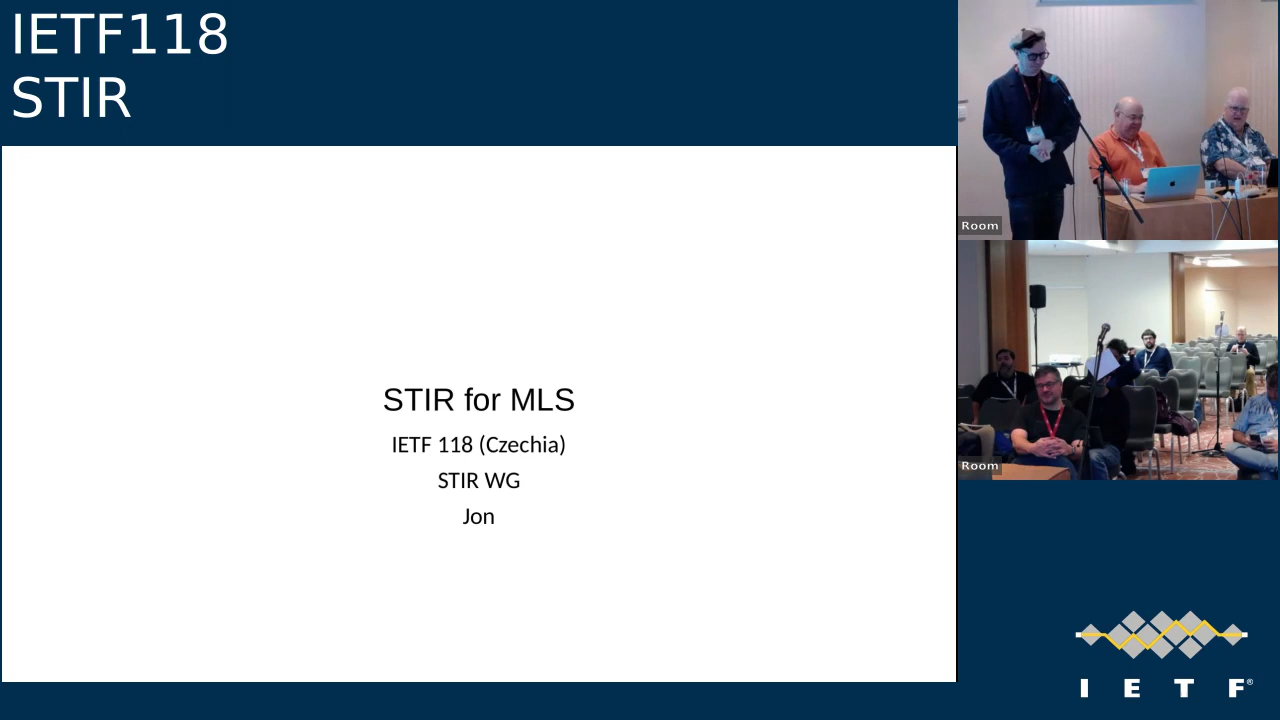 IETF118
STIR
STIR for MLS
IETF 118 (Czechia)
STIR WG
Jon
Room
Room
I E T F®